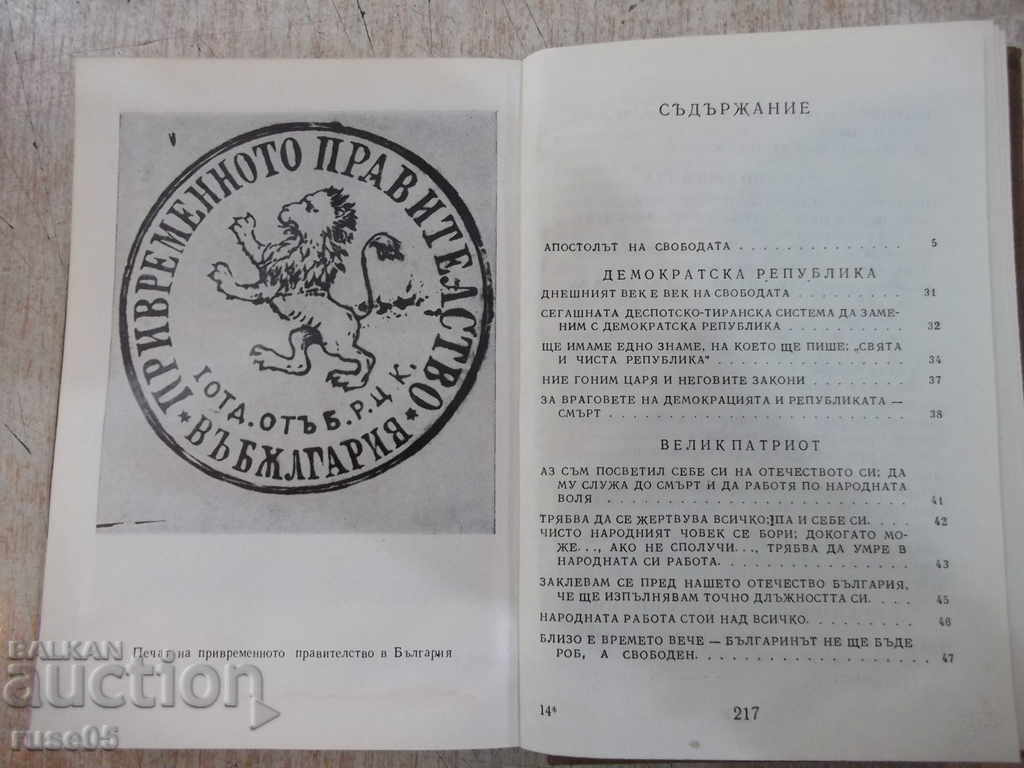 ПРИВРЕМЕННОТО ПРАВИТЕЛСТВО
I ОТД. ОТЪ Б. Р. Ц. К.
* ВЪ БѪЛГАРИЯ *
Печат на привременното правителство в България
СЪДЪРЖАНИЕ
АПОСТОЛЪТ НА СВОБОДАТА . . . . . . . . . . . 5
ДЕМОКРАТСКА РЕПУБЛИКА
ДНЕШНИЯТ ВЕК Е ВЕК НА СВОБОДАТА . . . . . . . . 31
СЕГАШНАТА ДЕСПОТСКО-ТИРАНСКА СИСТЕМА ДА ЗАМЕ-
НИМ С ДЕМОКРАТСКА РЕПУБЛИКА . . . . . . . . . 32
ЩЕ ИМАМЕ ЕДНО ЗНАМЕ, НА КОЕТО ЩЕ ПИШЕ: „СВЯТА
И ЧИСТА РЕПУБЛИКА“ . . . . . . . . . . . . . 34
НИЕ ГОНИМ ЦАРЯ И НЕГОВИТЕ ЗАКОНИ . . . . . . . 37
ЗА ВРАГОВЕТЕ НА ДЕМОКРАЦИЯТА И РЕПУБЛИКАТА —
СМЪРТ . . . . . . . . . . . . . . . . . . . 38
ВЕЛИК ПАТРИОТ
АЗ СЪМ ПОСВЕТИЛ СЕБЕ СИ НА ОТЕЧЕСТВОТО СИ: ДА
МУ СЛУЖА ДО СМЪРТ И ДА РАБОТЯ ПО НАРОДНАТА
ВОЛЯ . . . . . . . . . . . . . . . . . . . . 41
ТРЯБВА ДА СЕ ЖЕРТВУВА ВСИЧКО: ПА И СЕБЕ СИ. . . . 42
ЧИСТО НАРОДНИЯТ ЧОВЕК СЕ БОРИ: ДОКОГАТО МО-
ЖЕ. . ., АКО НЕ СПОЛУЧИ. . ., ТРЯБВА ДА УМРЕ В
НАРОДНАТА СИ РАБОТА. . . . . . . . . . . . . 43
ЗАКЛЕВАМ СЕ ПРЕД НАШЕТО ОТЕЧЕСТВО БЪЛГАРИЯ,
ЧЕ ЩЕ ИЗПЪЛНЯВАМ ТОЧНО ДЛЪЖНОСТТА СИ. . . . 45
НАРОДНАТА РАБОТА СТОИ НАД ВСИЧКО. . . . . . . . 46
БЛИЗО Е ВРЕМЕТО ВЕЧЕ — БЪЛГАРИНЪТ НЕ ЩЕ БЪДЕ
РОБ, А СВОБОДЕН. . . . . . . . . . . . . . . 47
14* 217
BALKAN
auction
ruse05